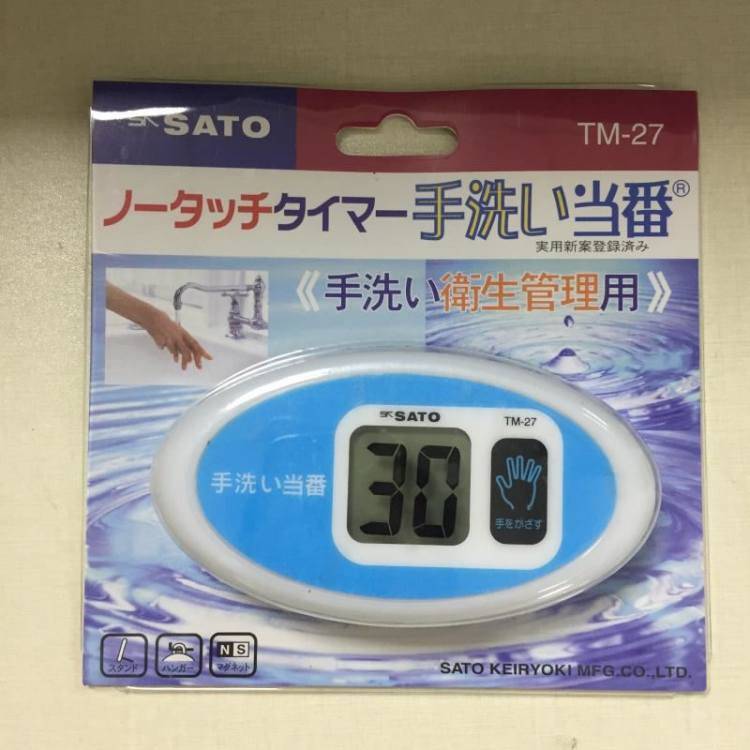 SK SATO
TM-27
ノータッチタイマー 手洗い当番®
実用新案登録済み
《手洗い衛生管理用》
SK SATO
TM-27
手洗い当番
30
手をかざす
スタンド
ハンガー
N S
マグネット
SATO KEIRYOKI MFG.CO.,LTD.